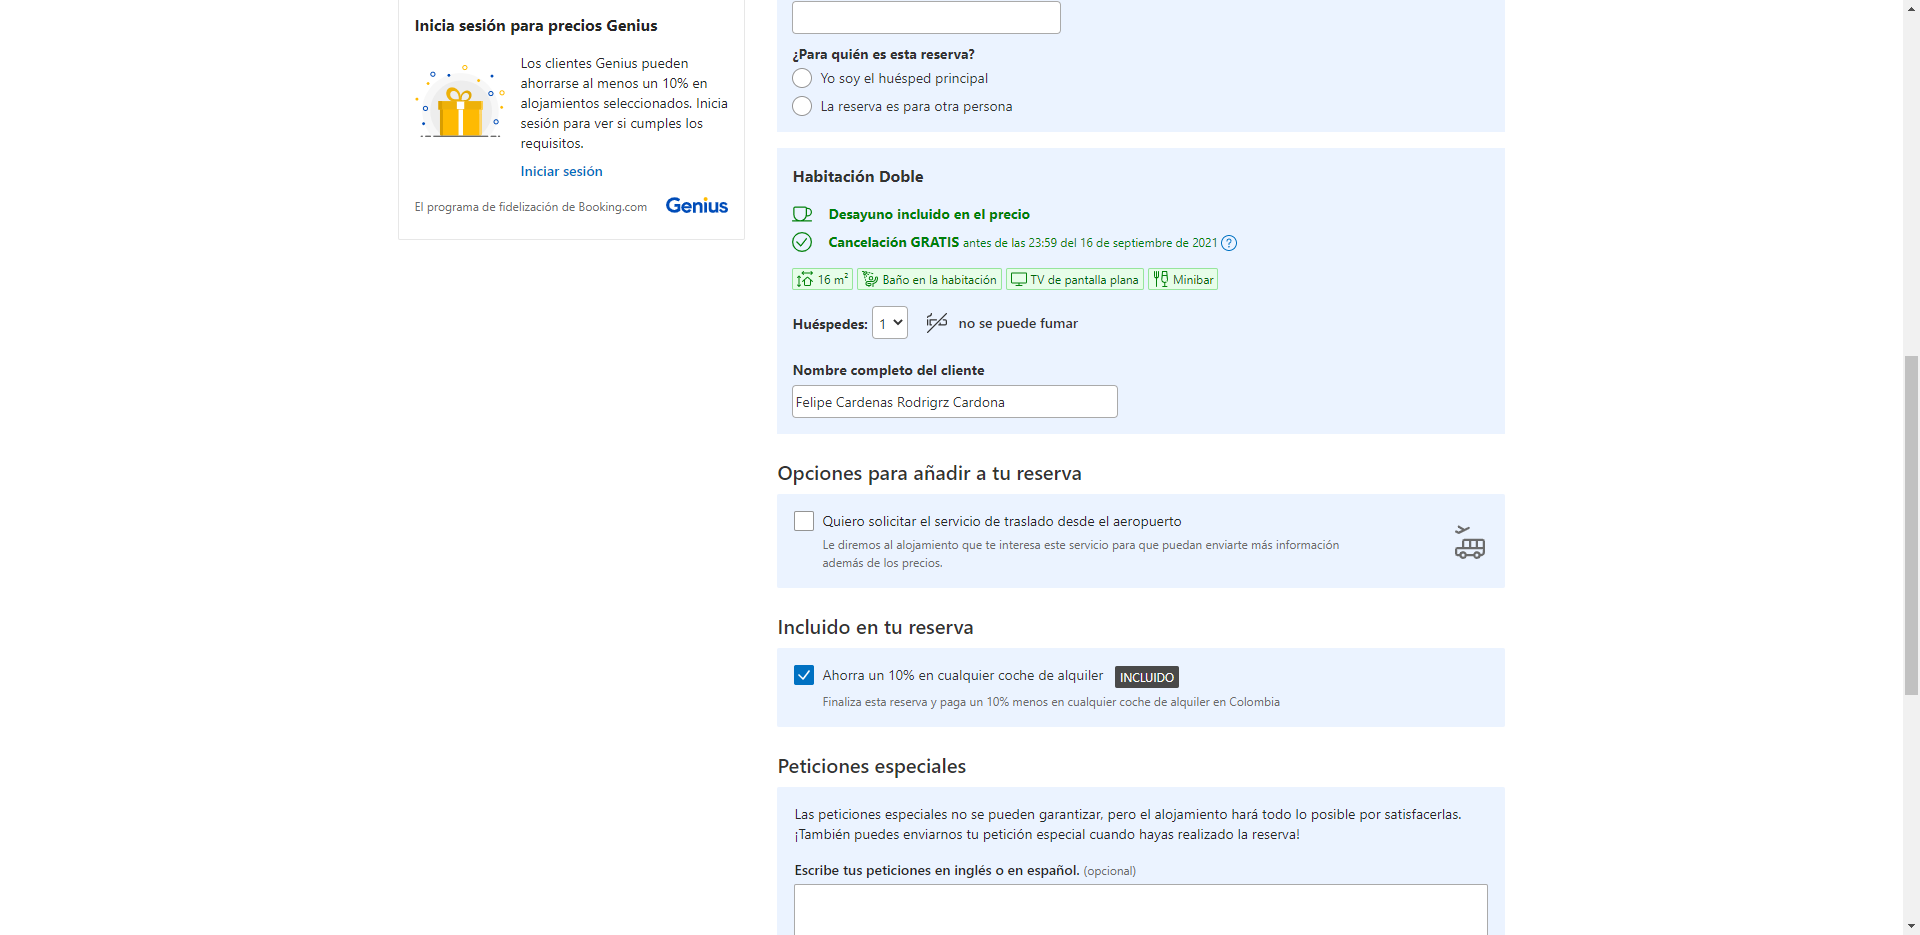 Inicia sesión para precios Genius
Los clientes Genius pueden
ahorrarse al menos un 10% en
alojamientos seleccionados. Inicia
sesión para ver si cumples los
requisitos.
Iniciar sesión
El programa de fidelización de Booking.com Genius
¿Para quién es esta reserva?
Yo soy el huésped principal
La reserva es para otra persona
Habitación Doble
Desayuno incluido en el precio
Cancelación GRATIS antes de las 23:59 del 16 de septiembre de 2021 ?
16 m² Baño en la habitación TV de pantalla plana Minibar
Huéspedes: 1 no se puede fumar
Nombre completo del cliente
Felipe Cardenas Rodrigrz Cardona
Opciones para añadir a tu reserva
Quiero solicitar el servicio de traslado desde el aeropuerto
Le diremos al alojamiento que te interesa este servicio para que puedan enviarte más información
además de los precios.
Incluido en tu reserva
Ahorra un 10% en cualquier coche de alquiler INCLUIDO
Finaliza esta reserva y paga un 10% menos en cualquier coche de alquiler en Colombia
Peticiones especiales
Las peticiones especiales no se pueden garantizar, pero el alojamiento hará todo lo posible por satisfacerlas.
¡También puedes enviarnos tu petición especial cuando hayas realizado la reserva!
Escribe tus peticiones en inglés o en español. (opcional)